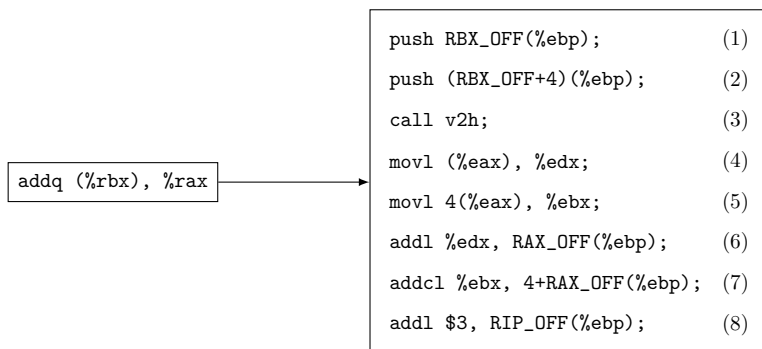 push RBX_OFF(%ebp); (1)
push (RBX_OFF+4)(%ebp); (2)
call v2h; (3)
movl (%eax), %edx; (4)
addq (%rbx), %rax
movl 4(%eax), %ebx; (5)
addl %edx, RAX_OFF(%ebp); (6)
addcl %ebx, 4+RAX_OFF(%ebp); (7)
addl $3, RIP_OFF(%ebp); (8)